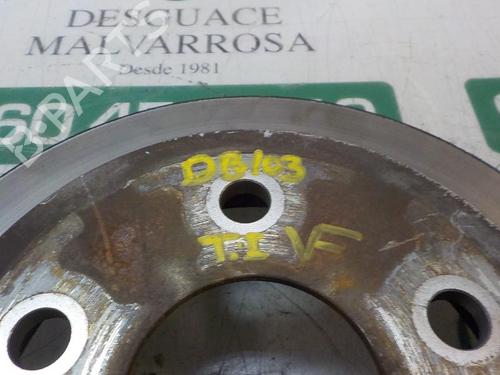 DESGUACE
MALVARROSA
Desde 1981
DB103
T.I VF